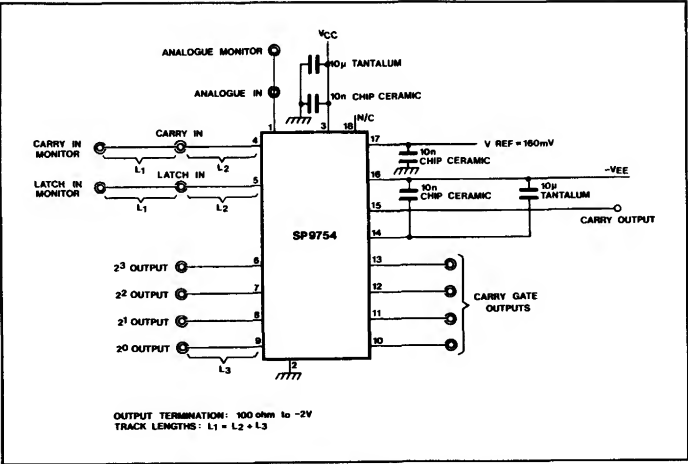 VCC
ANALOGUE MONITOR
10μ TANTALUM
ANALOGUE IN
10n CHIP CERAMIC
N/C
1
3
18
CARRY IN
4
17
V REF = 160mV
CARRY IN
MONITOR
L1
L2
10n
CHIP CERAMIC
16
-VEE
LATCH IN
LATCH IN
MONITOR
5
L1
L2
10n
CHIP CERAMIC
10μ
TANTALUM
15
CARRY OUTPUT
SP9754
14
2³ OUTPUT
6
13
2² OUTPUT
7
12
CARRY GATE
OUTPUTS
2¹ OUTPUT
8
11
2⁰ OUTPUT
9
10
L3
2
OUTPUT TERMINATION: 100 ohm to -2V
TRACK LENGTHS: L1 = L2 + L3